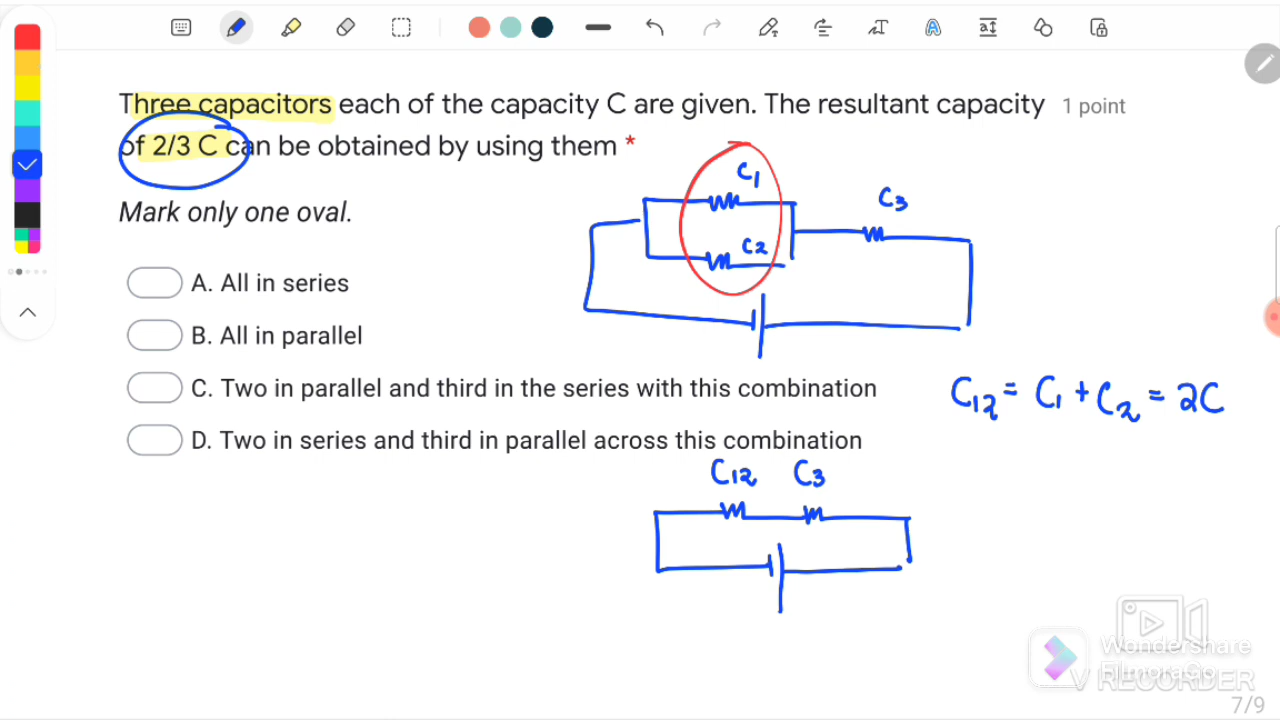 Three capacitors each of the capacity C are given. The resultant capacity 1 point
of 2/3 C can be obtained by using them *
Mark only one oval.
C1
C3
C2
A. All in series
B. All in parallel
C. Two in parallel and third in the series with this combination
C12 = C1 + C2 = 2C
D. Two in series and third in parallel across this combination
C12 C3
Wondershare
FilmoraGo
V RECORDER
7/9